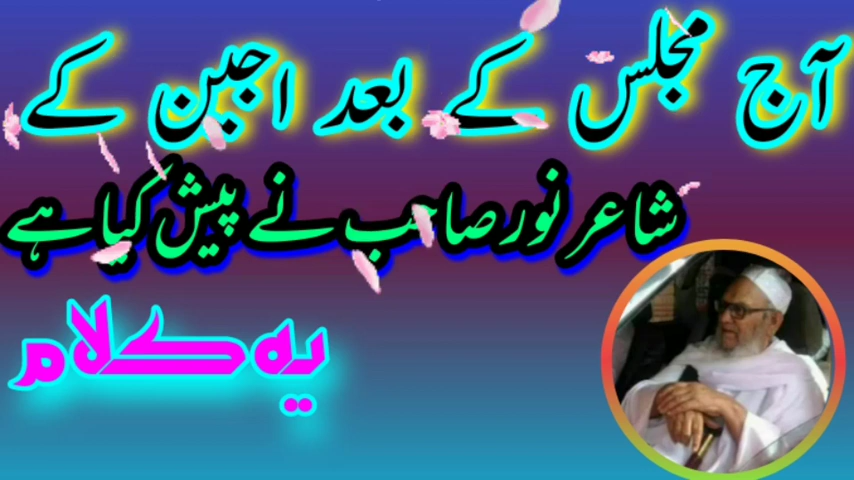 آج مجلس کے بعد اجین کے
شاعر نور صاحب نے پیش کیا ہے
یہ کلام